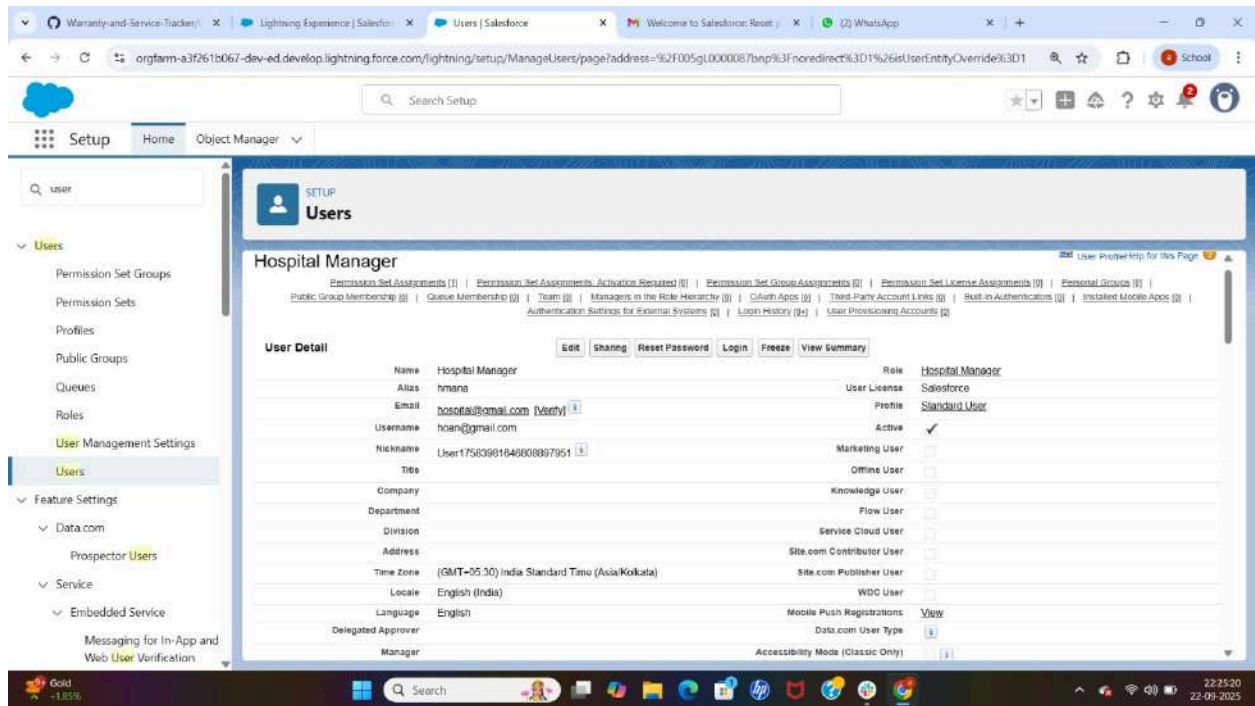 Warranty-and-Service-Tracker/
Lightning Experience | Salesfor
Users | Salesforce
Welcome to Salesforce: Reset
(2) WhatsApp
orgfarm-a3f261b067-dev-ed.develop.lightning.force.com/lightning/setup/ManageUsers/page?address=%2F005gL0000087bnp%3Fnoredirect%3D1%26isUserEntityOverride%3D1
School
Search Setup
2
Setup Home Object Manager
user
SETUP
Users
Users
Permission Set Groups
Permission Sets
Profiles
Public Groups
Queues
Roles
User Management Settings
Users
Feature Settings
Data.com
Prospector Users
Service
Embedded Service
Messaging for In-App and
Web User Verification
Hospital Manager
User Profile Help for this Page
Permission Set Assignments [1] | Permission Set Assignments: Activation Required [0] | Permission Set Group Assignments [0] | Permission Set License Assignments [0] | Personal Groups [0] |
Public Group Membership [0] | Queue Membership [0] | Team [0] | Managers in the Role Hierarchy [0] | OAuth Apps [0] | Third-Party Account Links [0] | Built-in Authenticators [0] | Installed Mobile Apps [0] |
Authentication Settings for External Systems [0] | Login History [0+] | User Provisioning Accounts [0]
User Detail Edit Sharing Reset Password Login Freeze View Summary
Name Hospital Manager Role Hospital Manager
Alias hmana User License Salesforce
Email hospital@gmail.com [Verify] Profile Standard User
Username hoan@gmail.com Active
Nickname Marketing User
Title Offline User
Company Knowledge User
Department Flow User
Division Service Cloud User
Address Site.com Contributor User
Time Zone (GMT+05:30) India Standard Time (Asia/Kolkata) Site.com Publisher User
Locale English (India) WDC User
Language English Mobile Push Registrations View
Delegated Approver Data.com User Type
Manager Accessibility Mode (Classic Only)
Gold
+1.85%
Search
22:25:20
22-09-2025